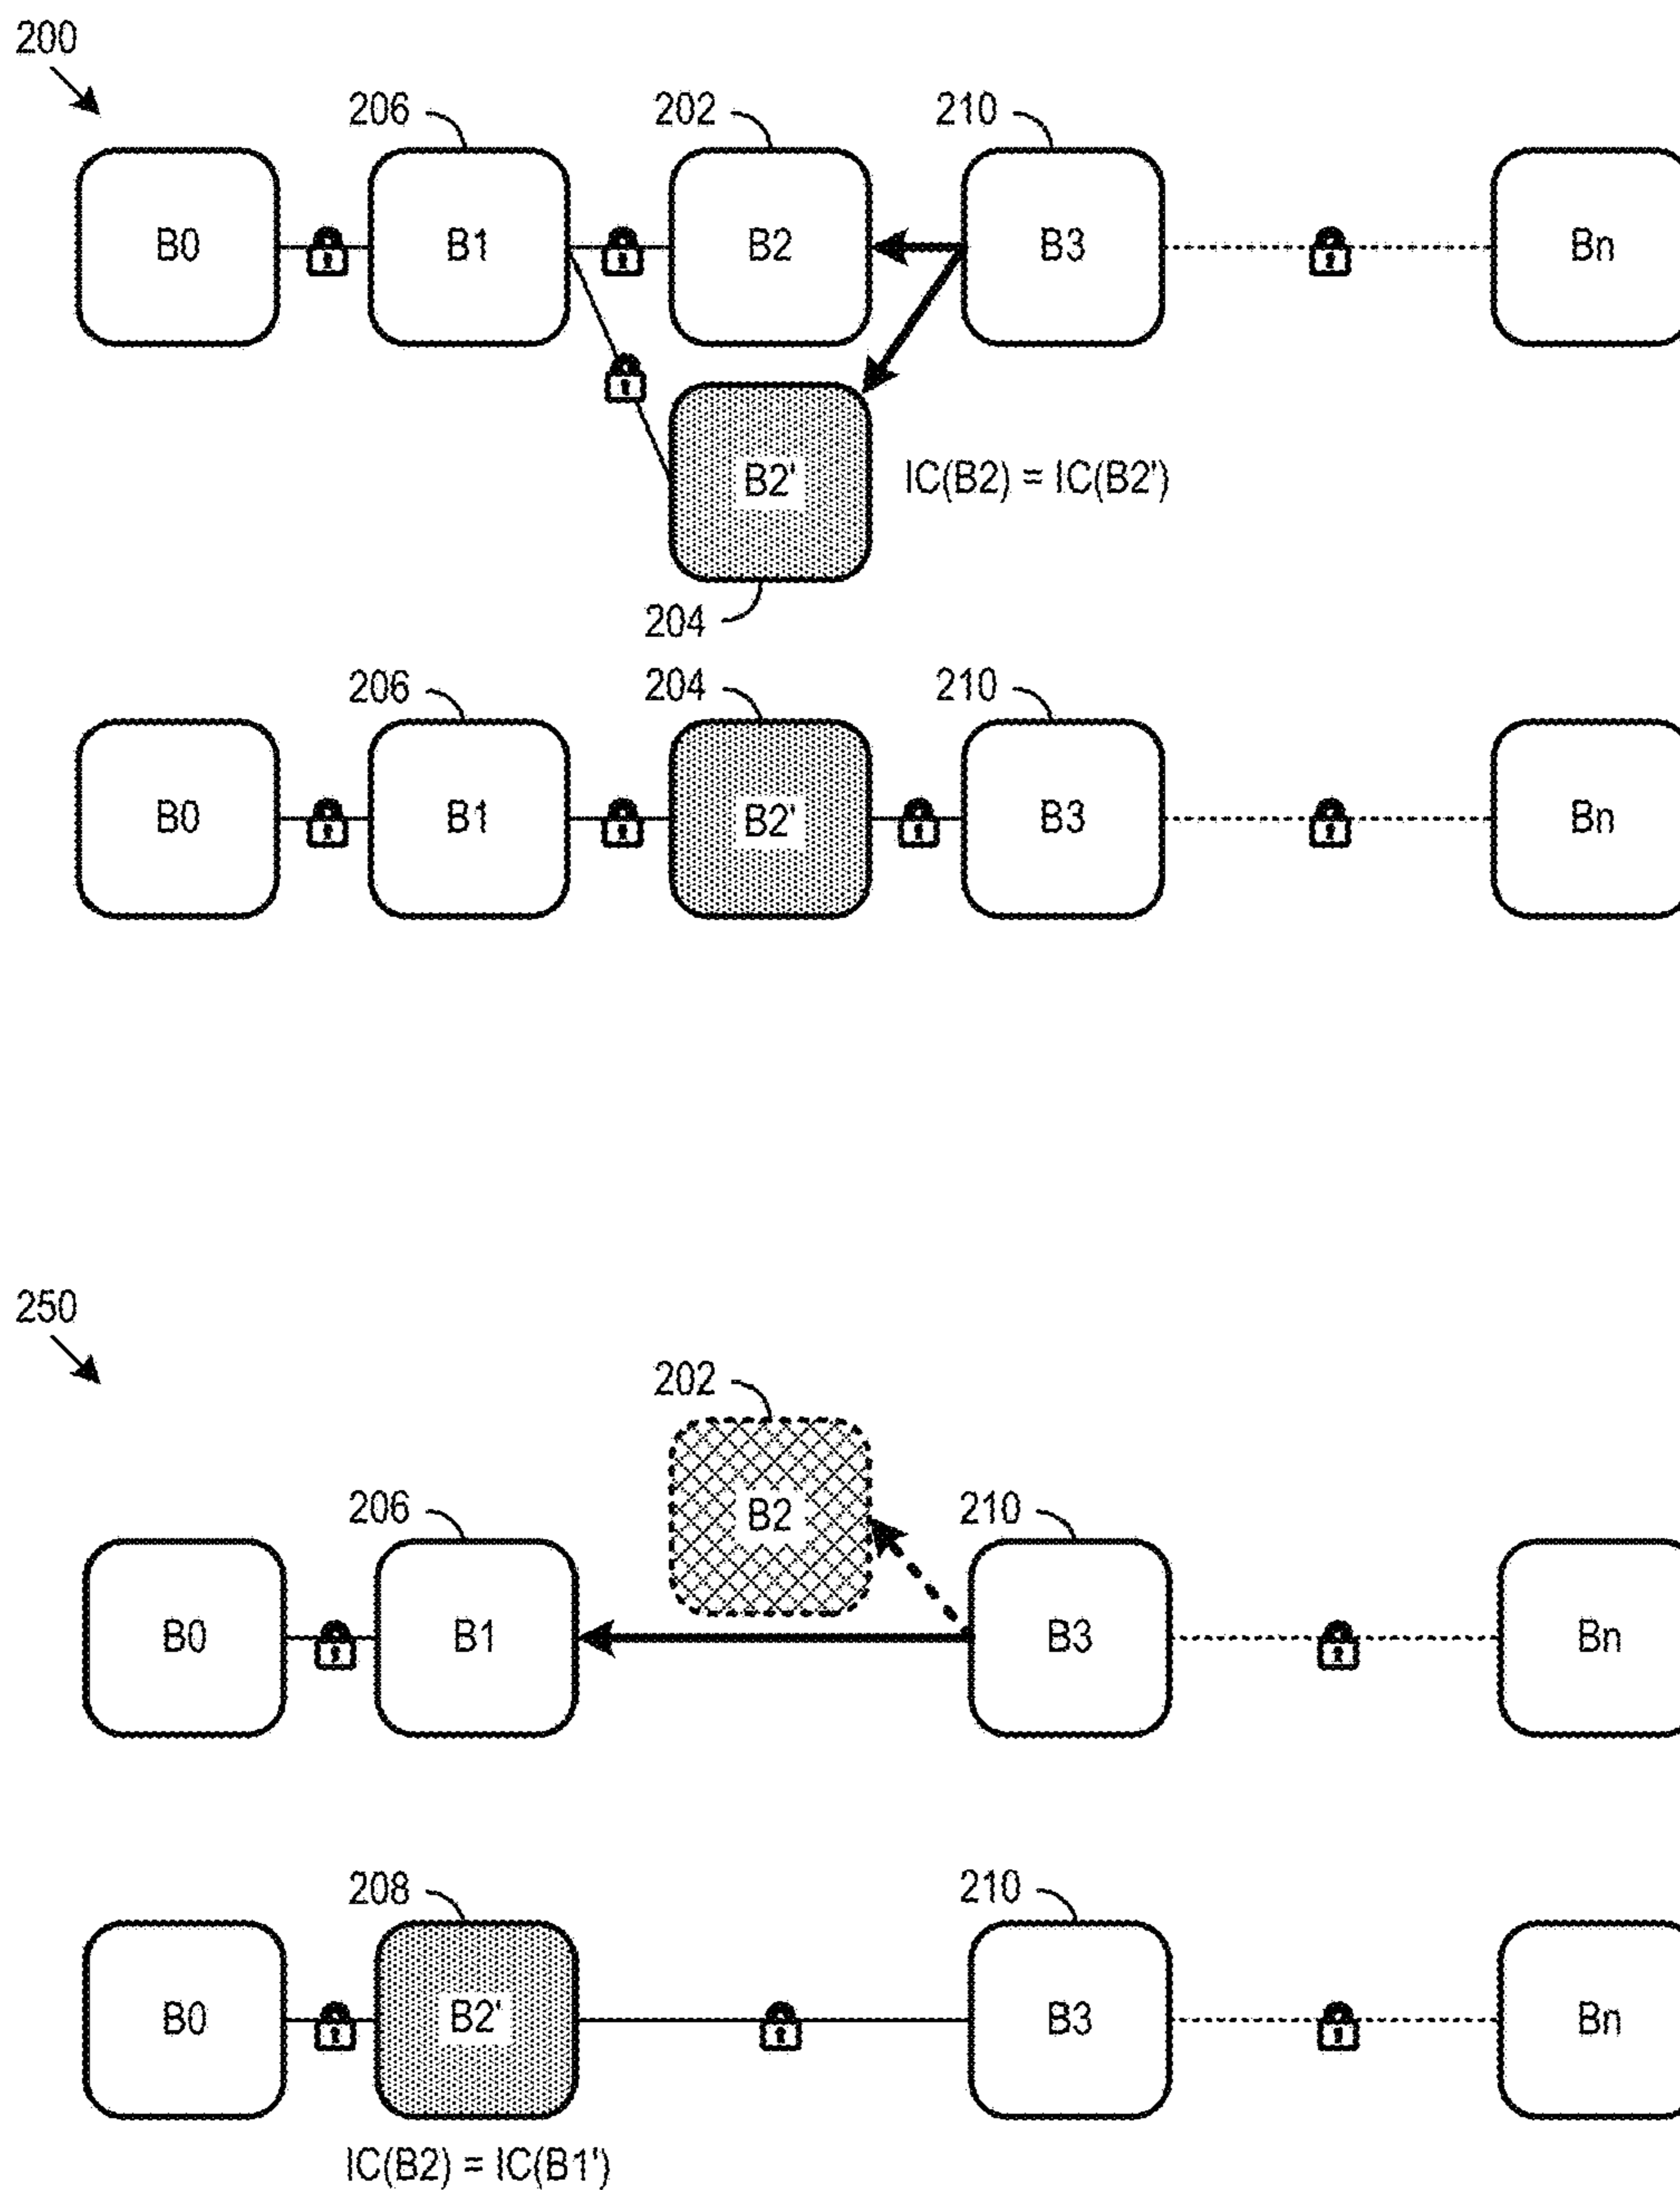 200
206 202 210
B0 B1 B2 B3 Bn
B2' IC(B2) = IC(B2')
204
206 204 210
B0 B1 B2' B3 Bn
250
202
B2
206 210
B0 B1 B3 Bn
208 210
B0 B2' B3 Bn
IC(B2) = IC(B1')